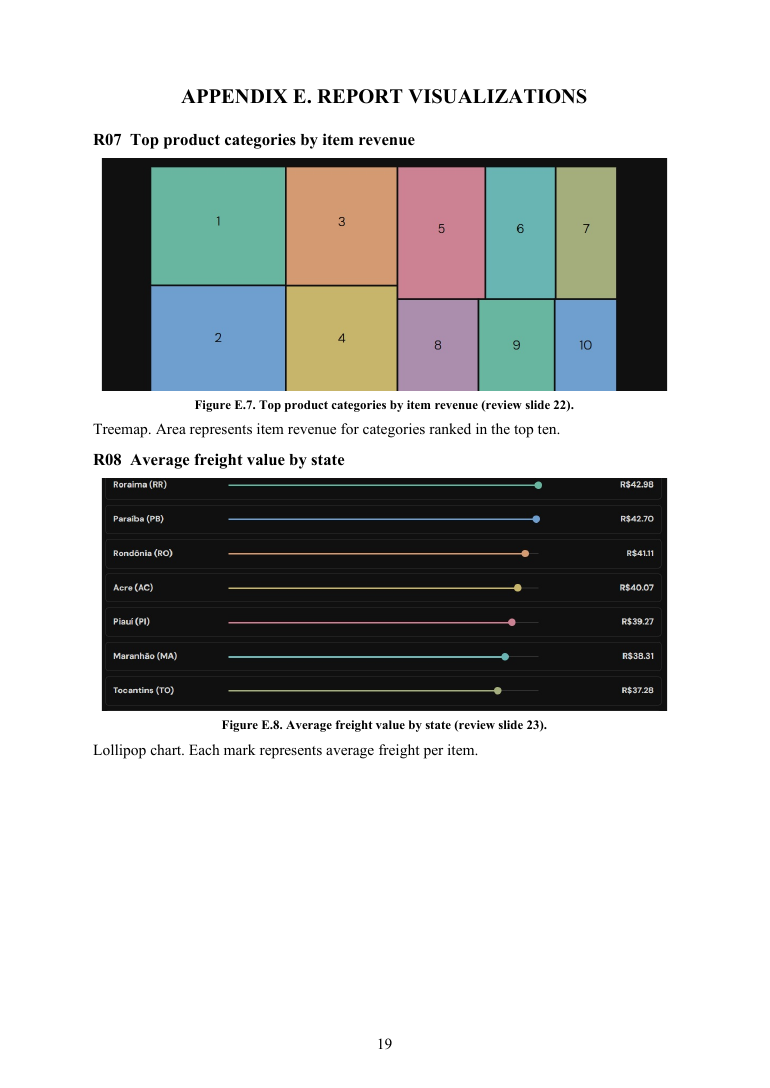 APPENDIX E. REPORT VISUALIZATIONS
R07 Top product categories by item revenue
1
3
5
6
7
2
4
8
9
10
Figure E.7. Top product categories by item revenue (review slide 22).
Treemap. Area represents item revenue for categories ranked in the top ten.
R08 Average freight value by state
Roraima (RR) R$42.98
Paraíba (PB) R$42.70
Rondônia (RO) R$41.11
Acre (AC) R$40.07
Piauí (PI) R$39.27
Maranhão (MA) R$38.31
Tocantins (TO) R$37.28
Figure E.8. Average freight value by state (review slide 23).
Lollipop chart. Each mark represents average freight per item.
19